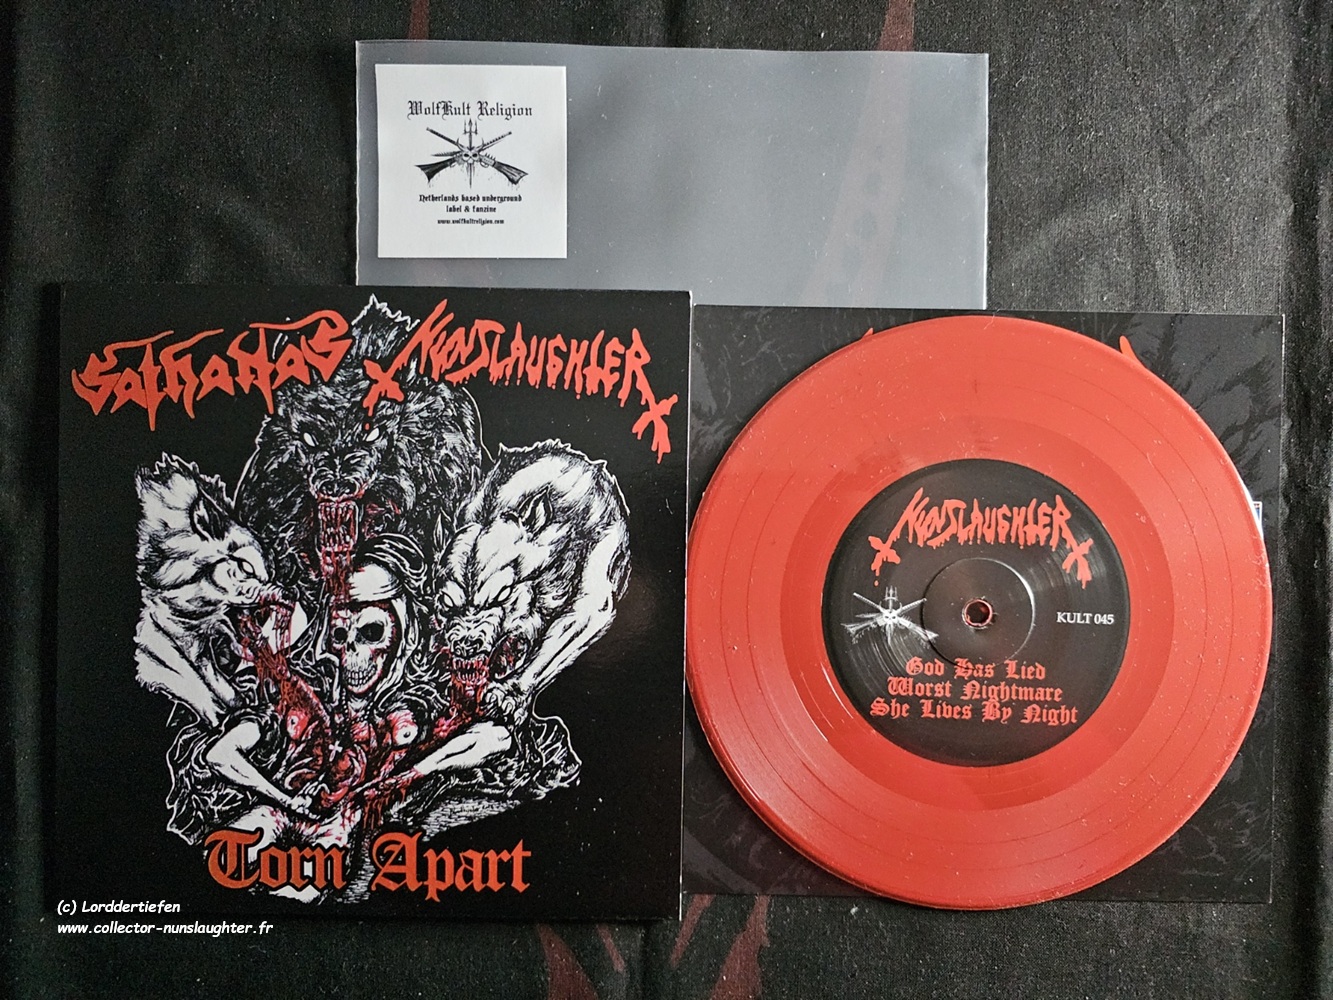 WolfKult Religion
Netherlands based underground
label & fanzine
www.wolfkultreligion.com
Sathanas
Nunslaughter
Torn Apart
Nunslaughter
KULT 045
God Has Lied
Worst Nightmare
She Lives By Night
(c) Lorddertiefen
www.collector-nunslaughter.fr